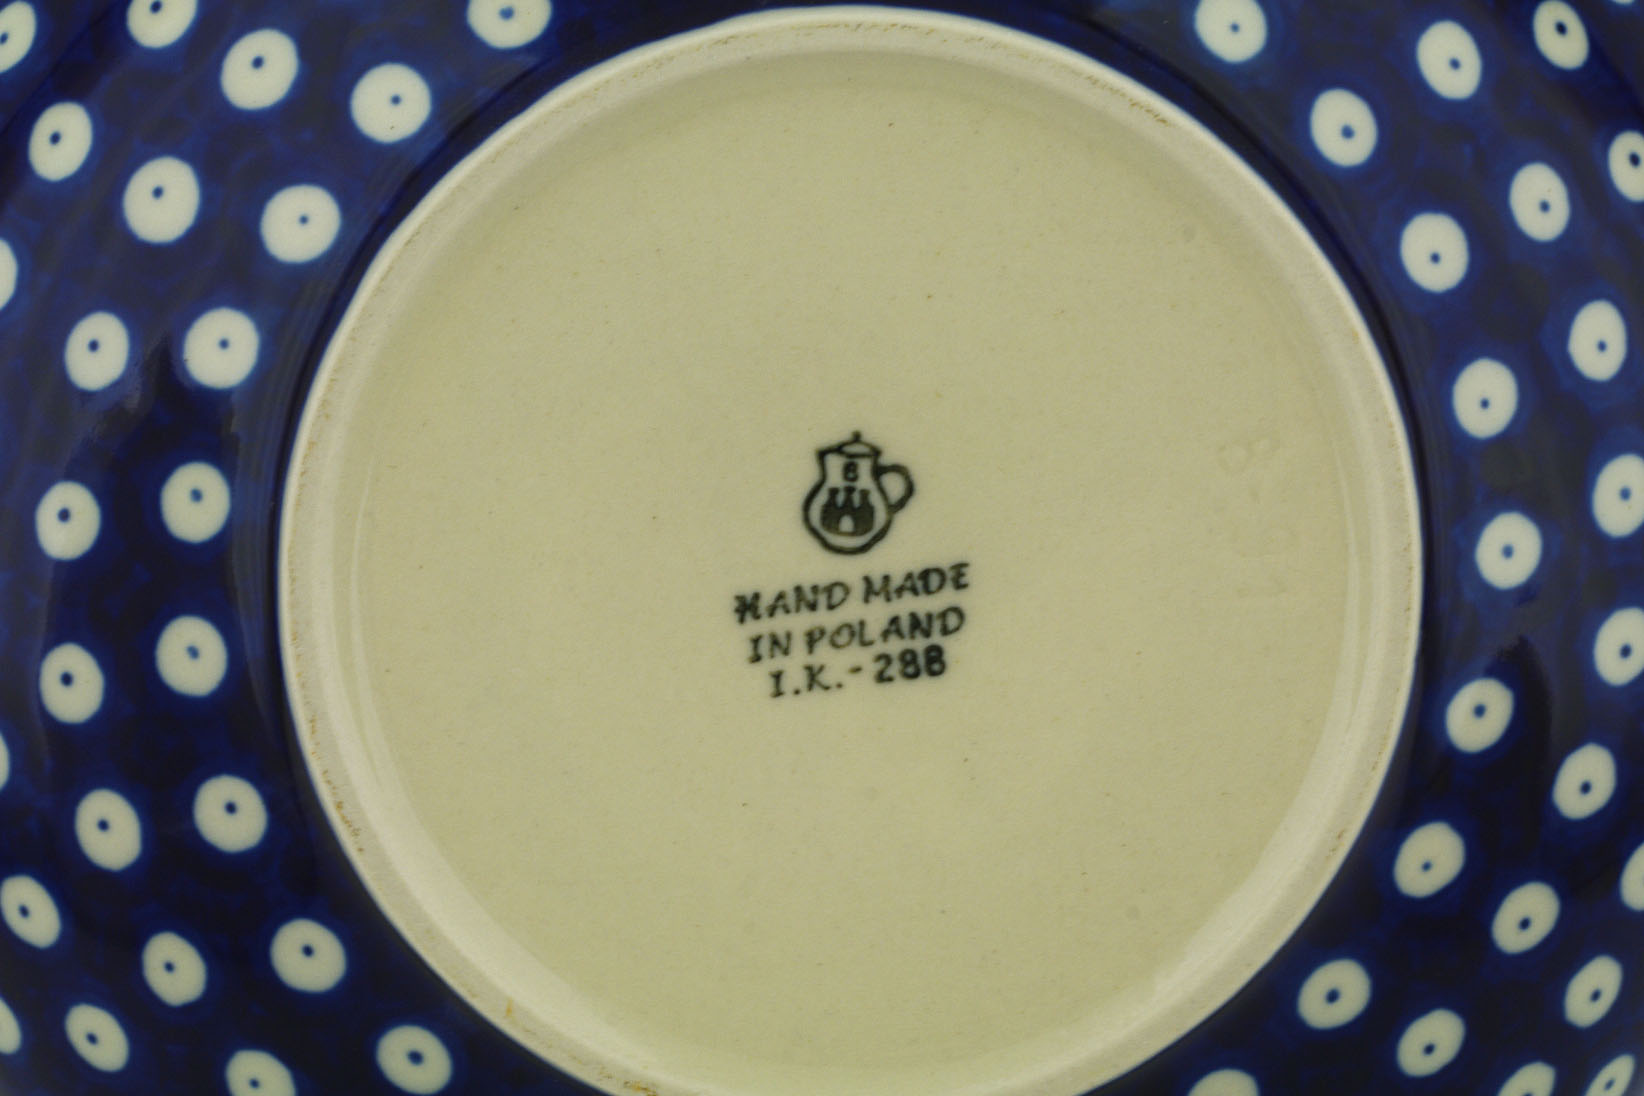 B
HAND MADE
IN POLAND
I.K.-288